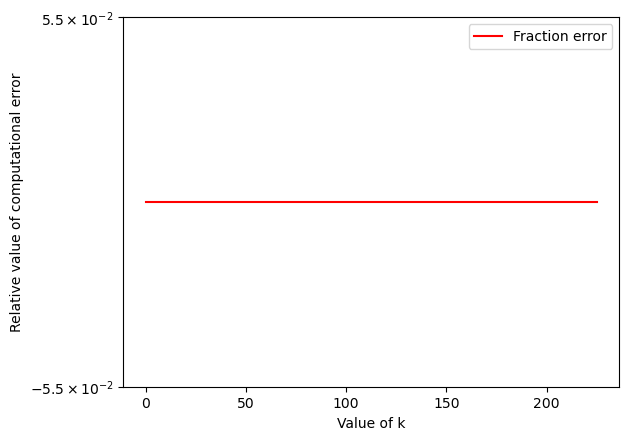 5.5 × 10⁻²
Fraction error
Relative value of computational error
−5.5 × 10⁻²
0 50 100 150 200
Value of k